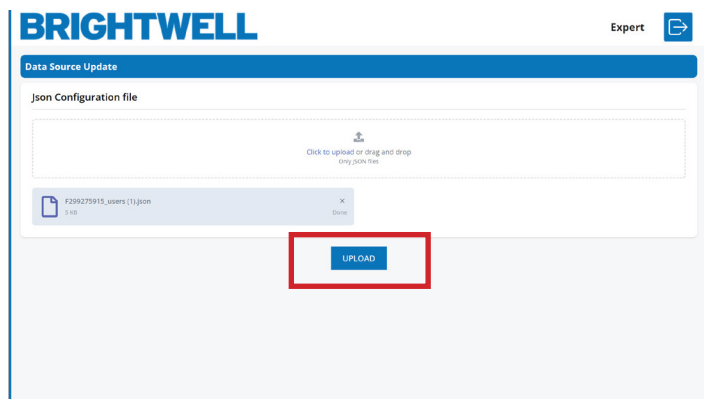 BRIGHTWELL
Expert
Data Source Update
Json Configuration file
Click to upload or drag and drop
Only JSON files
F299275915_users (1).json
5 KB
Done
UPLOAD